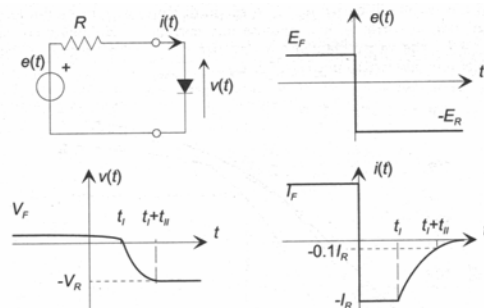 R
i(t)
e(t)
+
v(t)
e(t)
E_F
t
-E_R
v(t)
V_F
t_I
t_I+t_II
t
-V_R
i(t)
I_F
t_I
t_I+t_II
t
-0.1I_R
-I_R